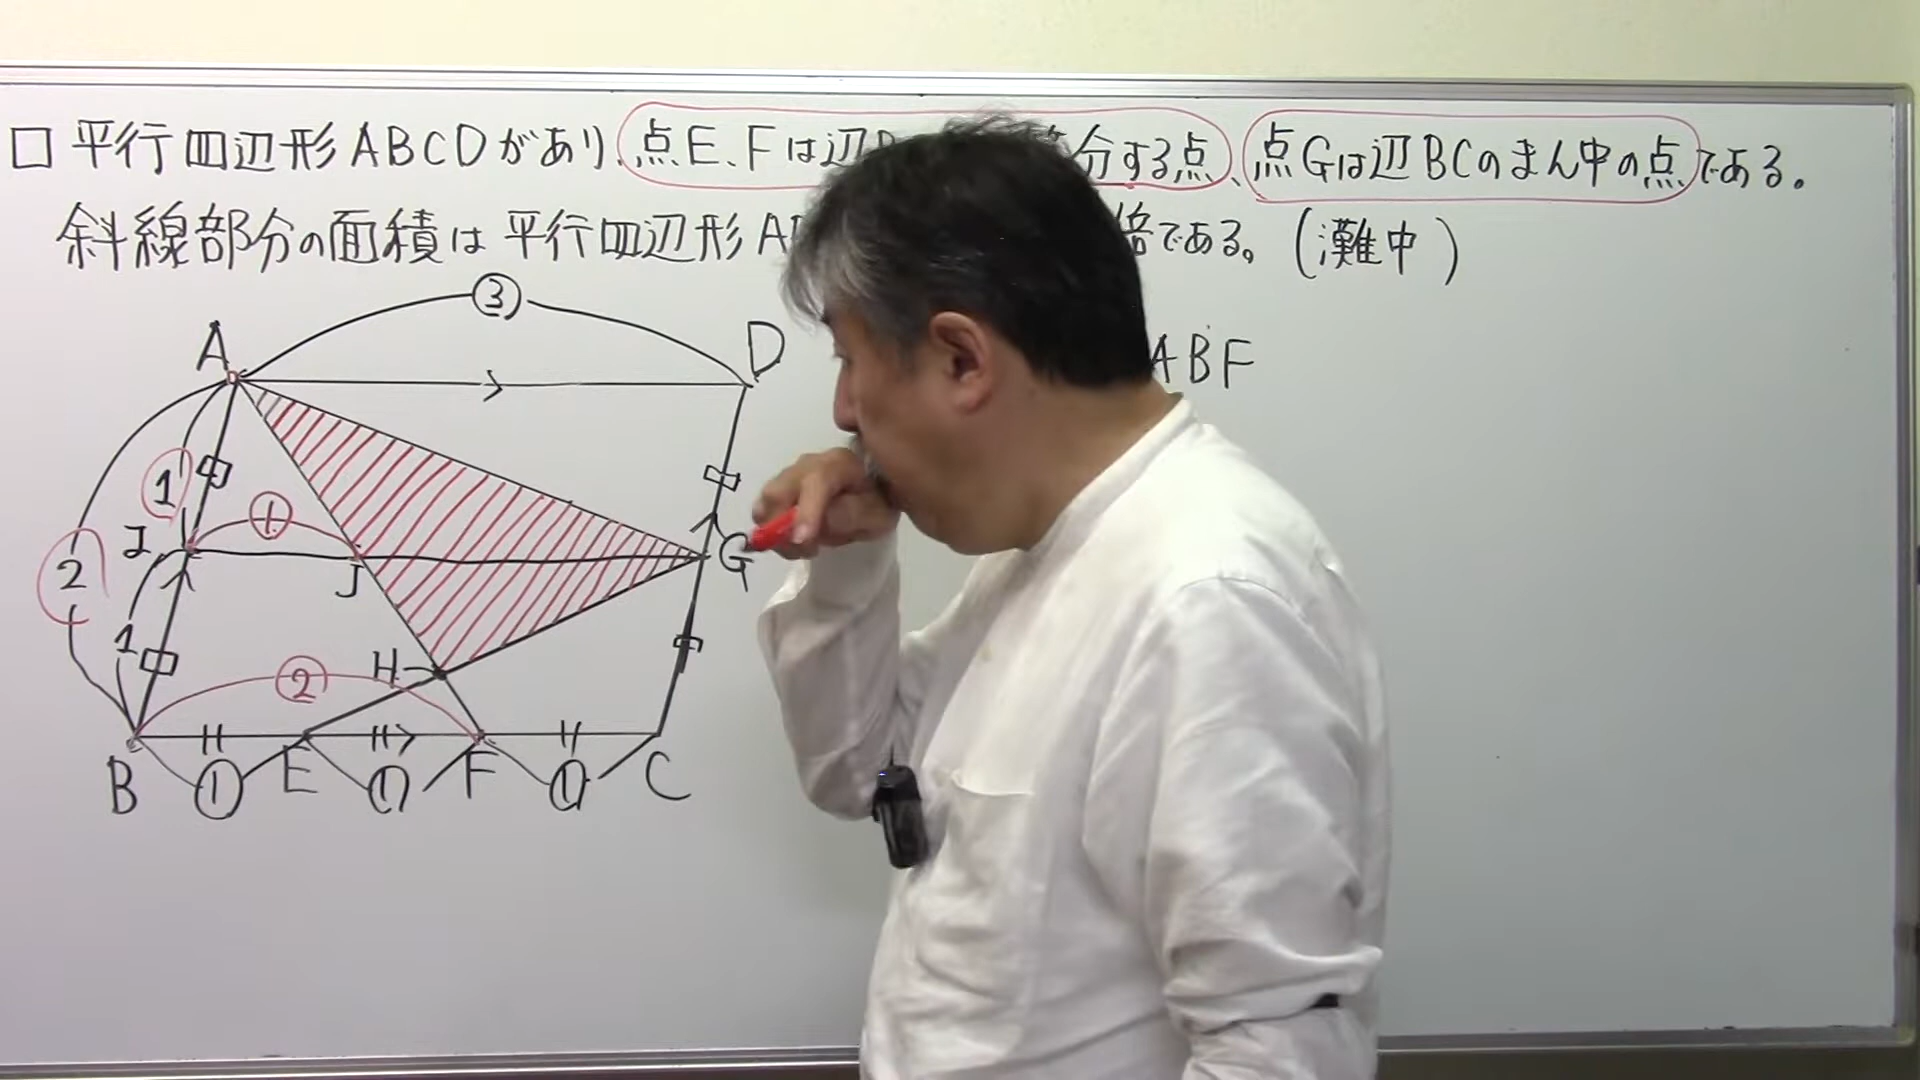 □ 平行四辺形ABCDがあり、点E、Fは辺 分する点、点Gは辺BCのまん中の点である。
斜線部分の面積は平行四辺形A 倍である。(灘中)
③
A
D
ABF
1
①
I
J
G
2
1
②
H
B
①
E
①
F
①
C